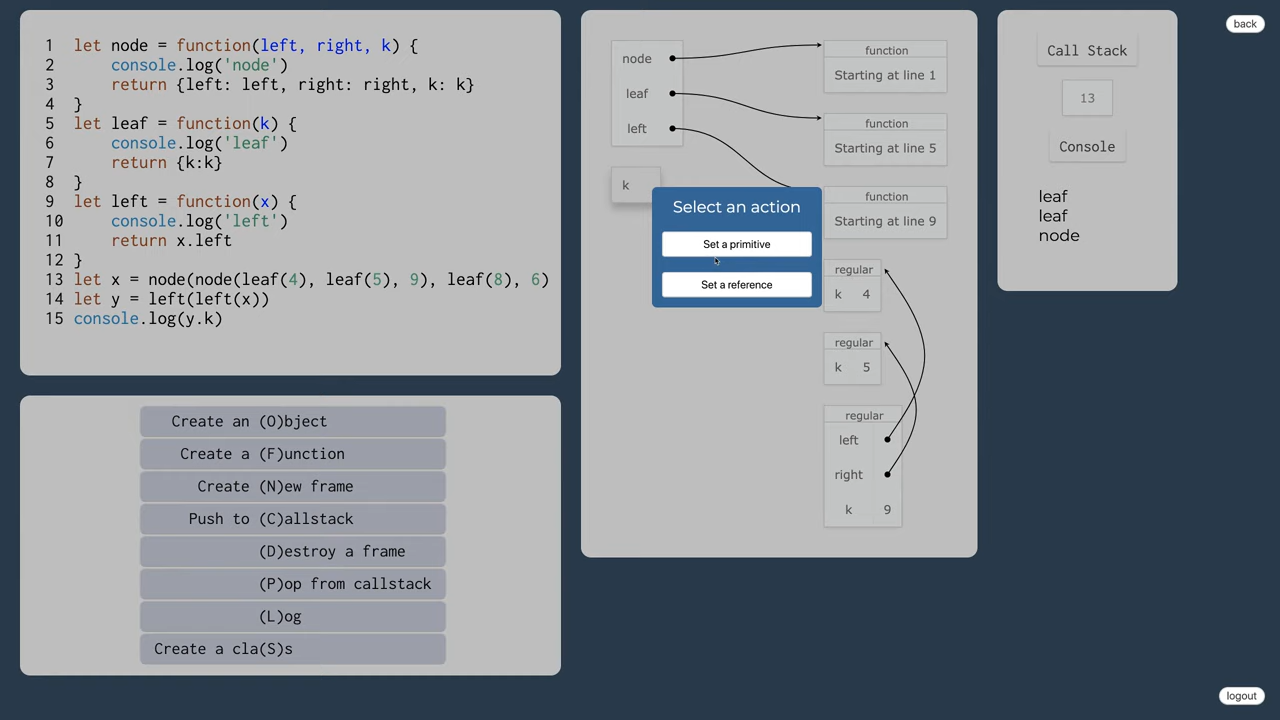 1 let node = function(left, right, k) {
2 console.log('node')
3 return {left: left, right: right, k: k}
4 }
5 let leaf = function(k) {
6 console.log('leaf')
7 return {k:k}
8 }
9 let left = function(x) {
10 console.log('left')
11 return x.left
12 }
13 let x = node(node(leaf(4), leaf(5), 9), leaf(8), 6)
14 let y = left(left(x))
15 console.log(y.k)
Create an (O)bject
Create a (F)unction
Create (N)ew frame
Push to (C)allstack
(D)estroy a frame
(P)op from callstack
(L)og
Create a cla(S)s
node
leaf
left
k
function
Starting at line 1
function
Starting at line 5
function
Starting at line 9
regular
k 4
regular
k 5
regular
left
right
k 9
Select an action
Set a primitive
Set a reference
Call Stack
13
Console
leaf
leaf
node
back
logout